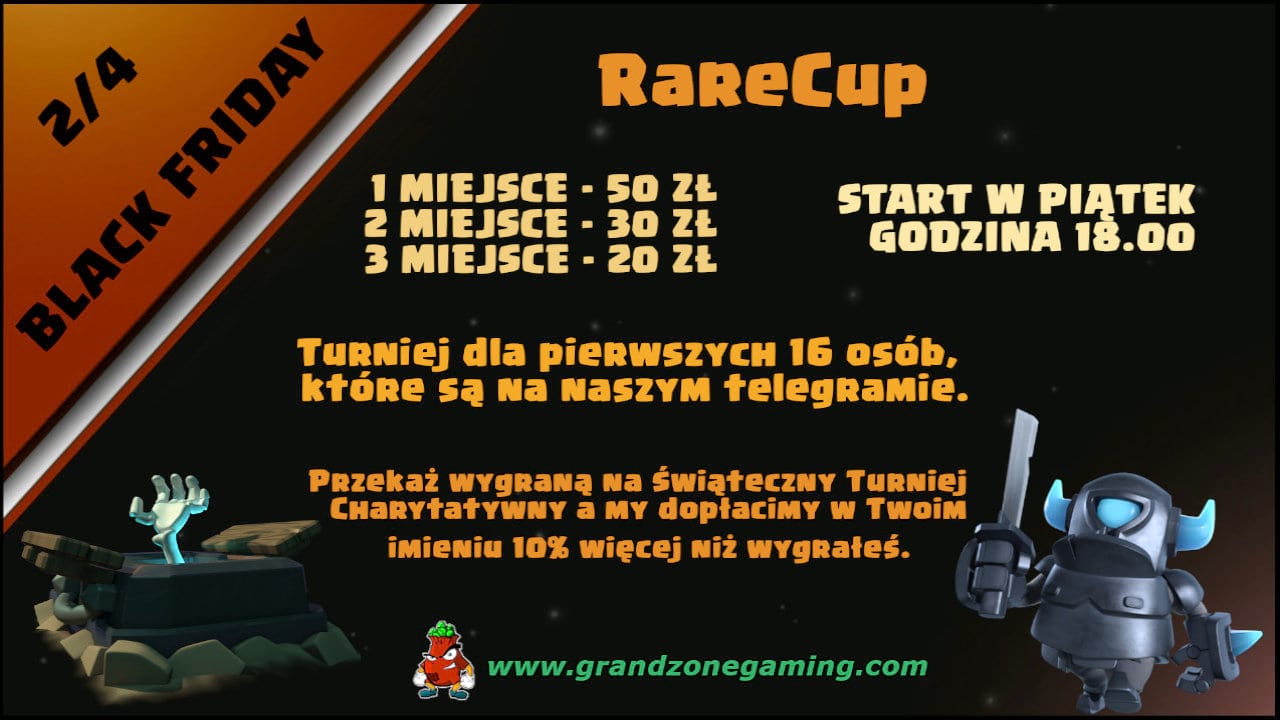 2/4
BLACK FRIDAY
RareCup
1 MIEJSCE - 50 ZŁ
2 MIEJSCE - 30 ZŁ
3 MIEJSCE - 20 ZŁ
START W PIĄTEK
GODZINA 18.00
Turniej dla pierwszych 16 osób,
które są na naszym telegramie.
Przekaż wygraną na Świąteczny Turniej
Charytatywny a my dopłacimy w Twoim
imieniu 10% więcej niż wygrałeś.
www.grandzonegaming.com